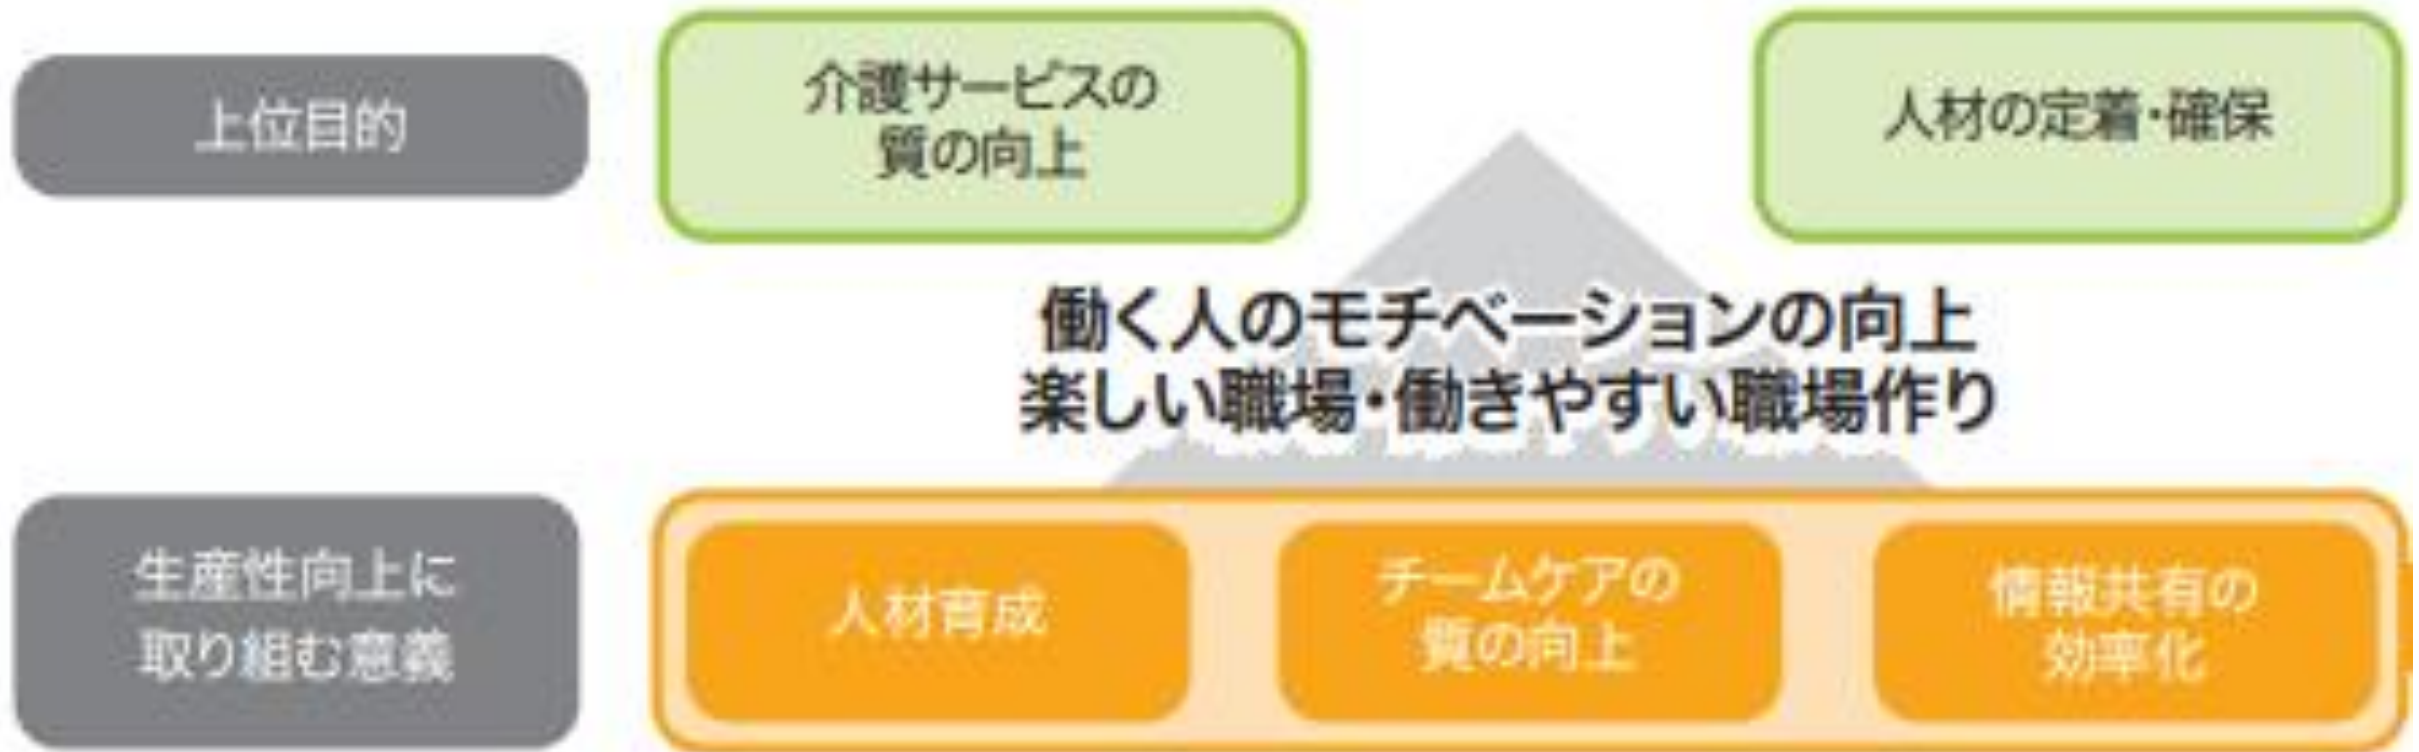 上位目的
介護サービスの
質の向上
人材の定着・確保
働く人のモチベーションの向上
楽しい職場・働きやすい職場作り
生産性向上に
取り組む意義
人材育成
チームケアの
質の向上
情報共有の
効率化